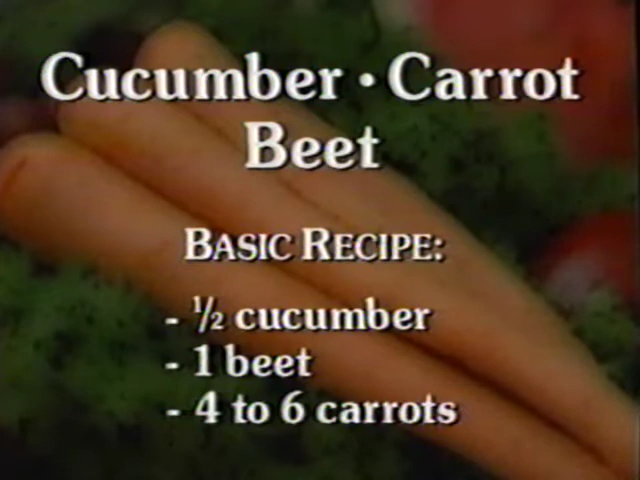 Cucumber • Carrot
Beet
BASIC RECIPE:
- ½ cucumber
- 1 beet
- 4 to 6 carrots